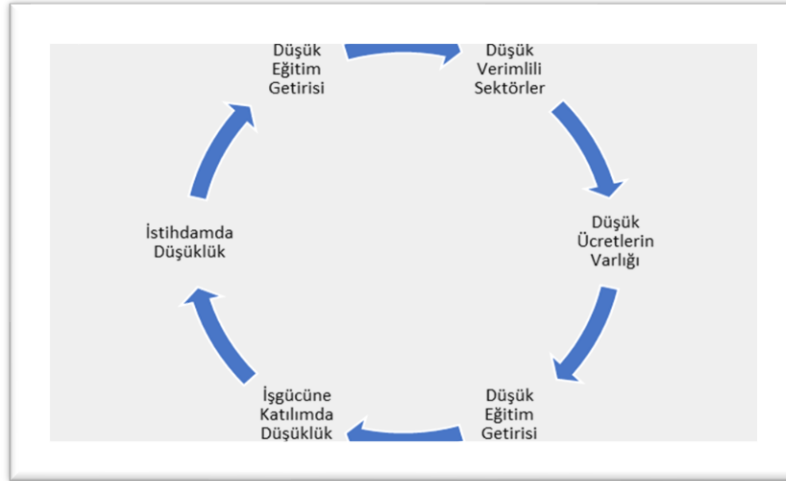 Düşük
Eğitim
Getirisi
Düşük
Verimlili
Sektörler
Düşük
Ücretlerin
Varlığı
Düşük
Eğitim
Getirisi
İşgücüne
Katılımda
Düşüklük
İstihdamda
Düşüklük